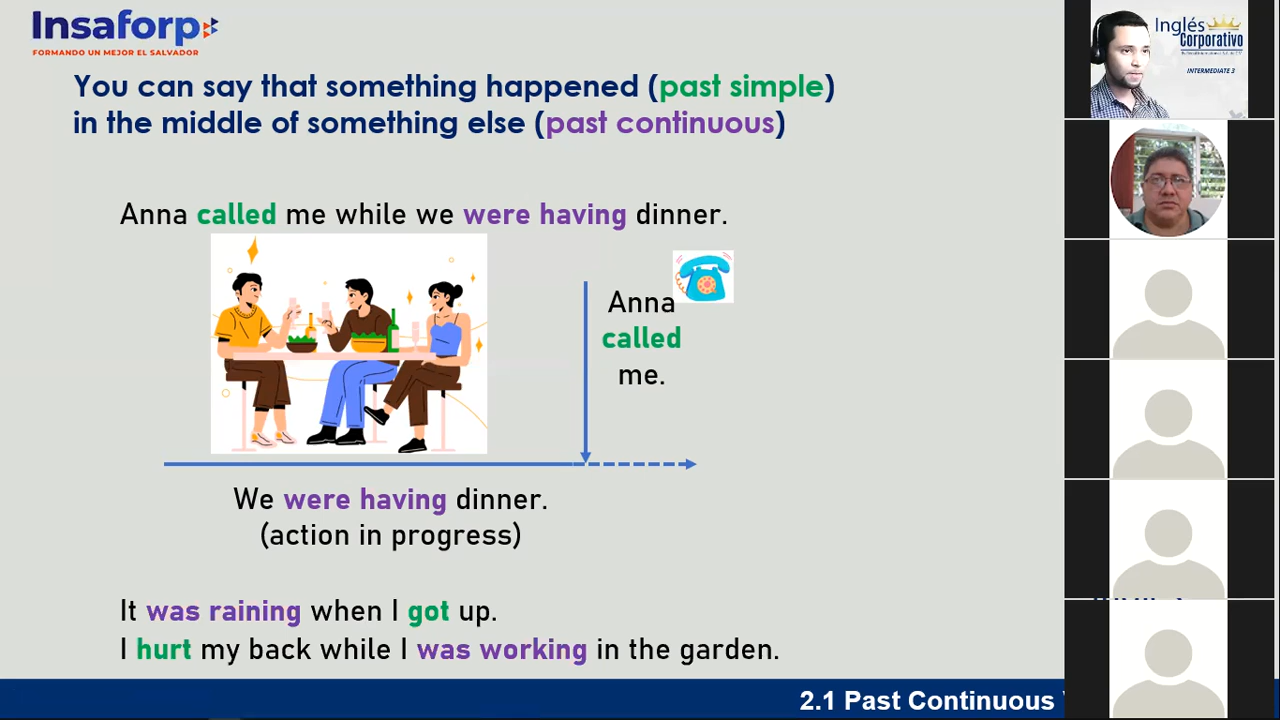 Insaforp
FORMANDO UN MEJOR EL SALVADOR
You can say that something happened (past simple)
in the middle of something else (past continuous)
Anna called me while we were having dinner.
Anna
called
me.
We were having dinner.
(action in progress)
It was raining when I got up.
I hurt my back while I was working in the garden.
2.1 Past Continuous
Inglés
Corporativo
INTERMEDIATE 3